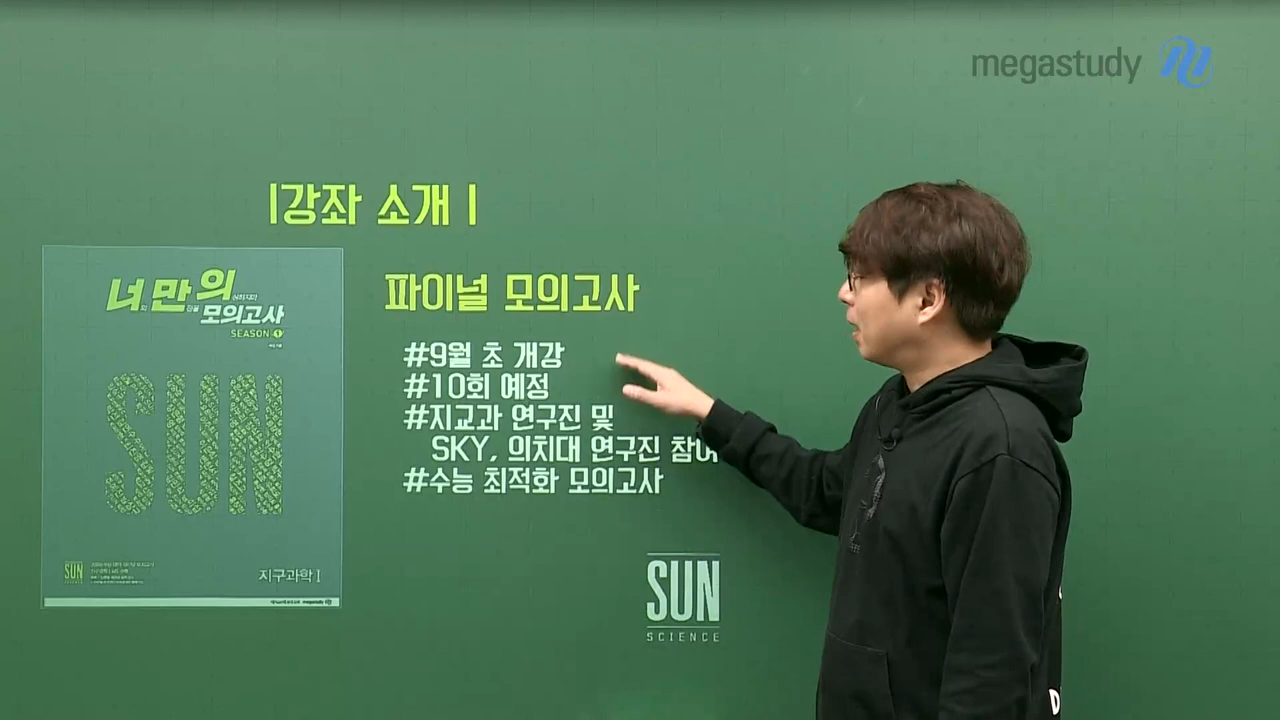 megastudy
|강좌 소개|
너만의
모의고사
SEASON 1
SUN
SUN
지구과학Ⅰ
megastudy
파이널 모의고사
#9월 초 개강
#10회 예정
#지교과 연구진 및
SKY, 의치대 연구진 참여
#수능 최적화 모의고사
SUN
SCIENCE
D